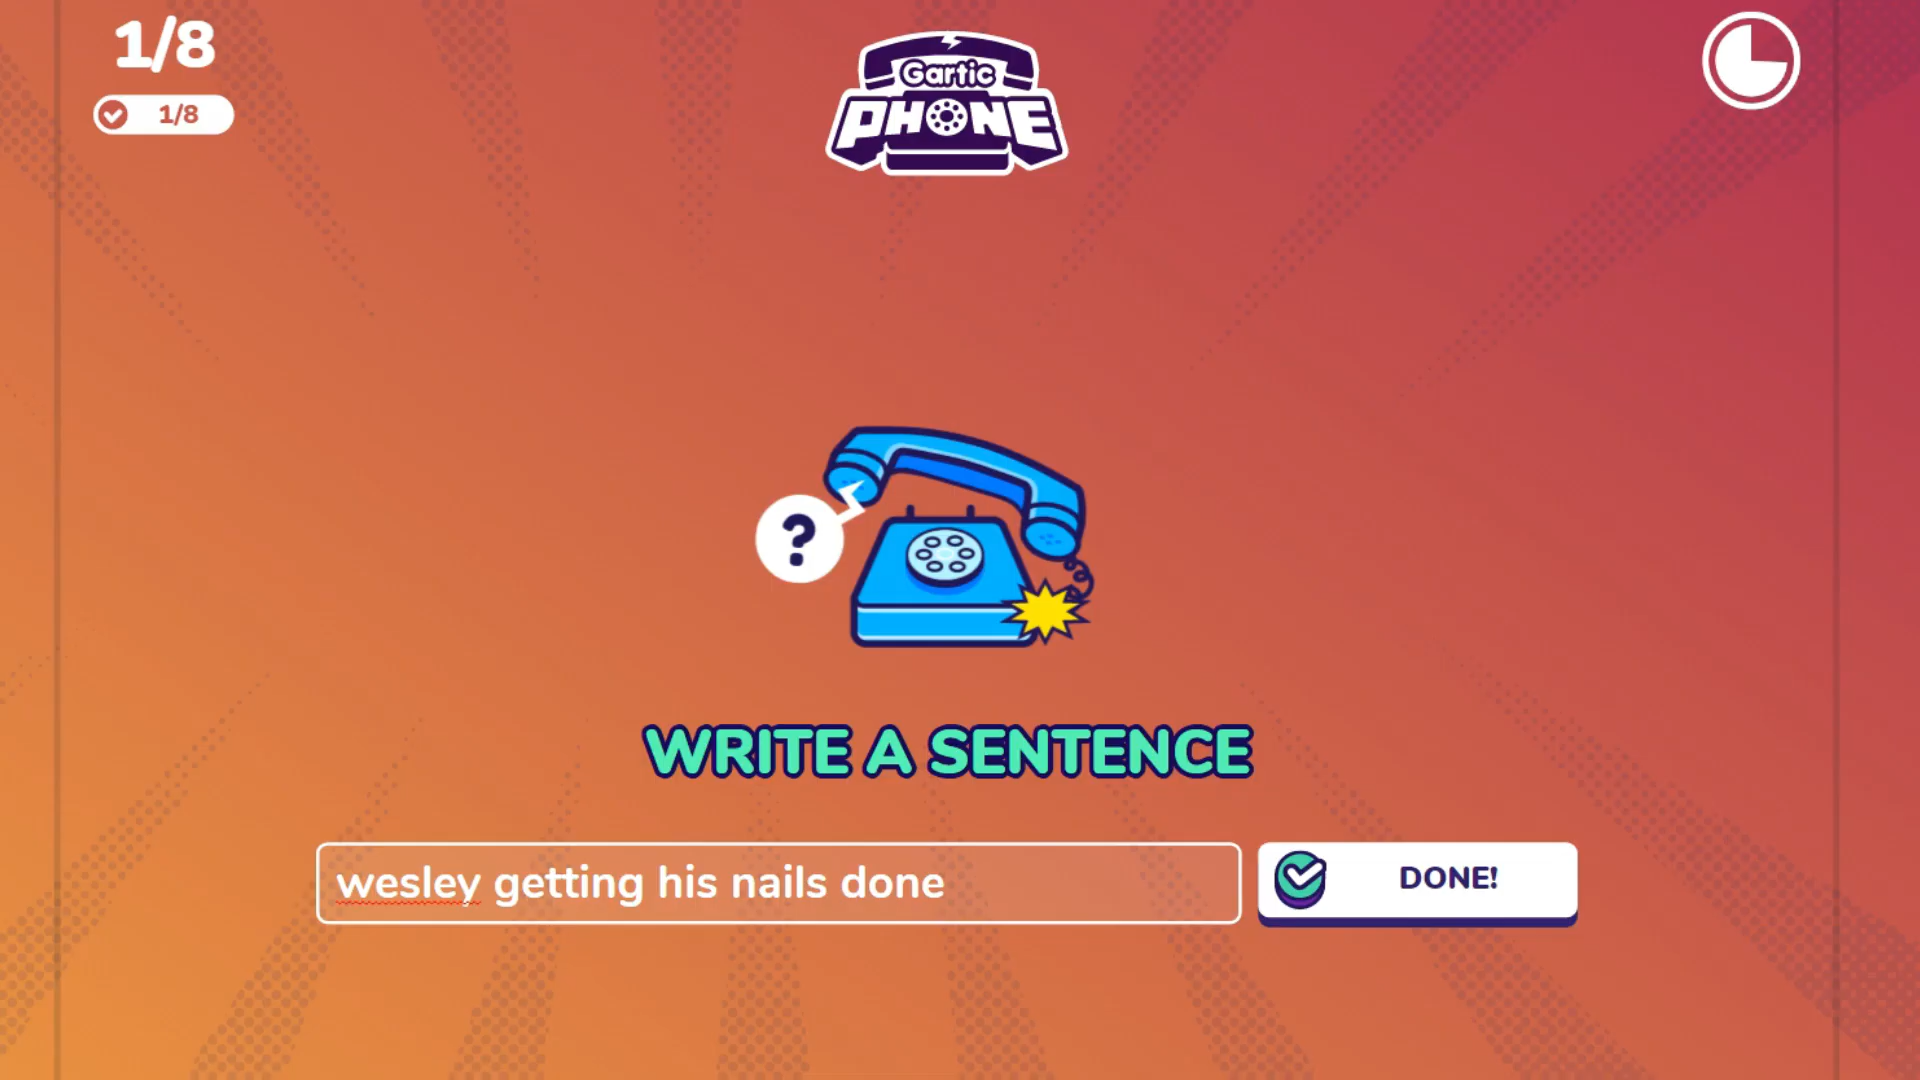 1/8
1/8
Gartic
PHONE
?
WRITE A SENTENCE
wesley getting his nails done
DONE!